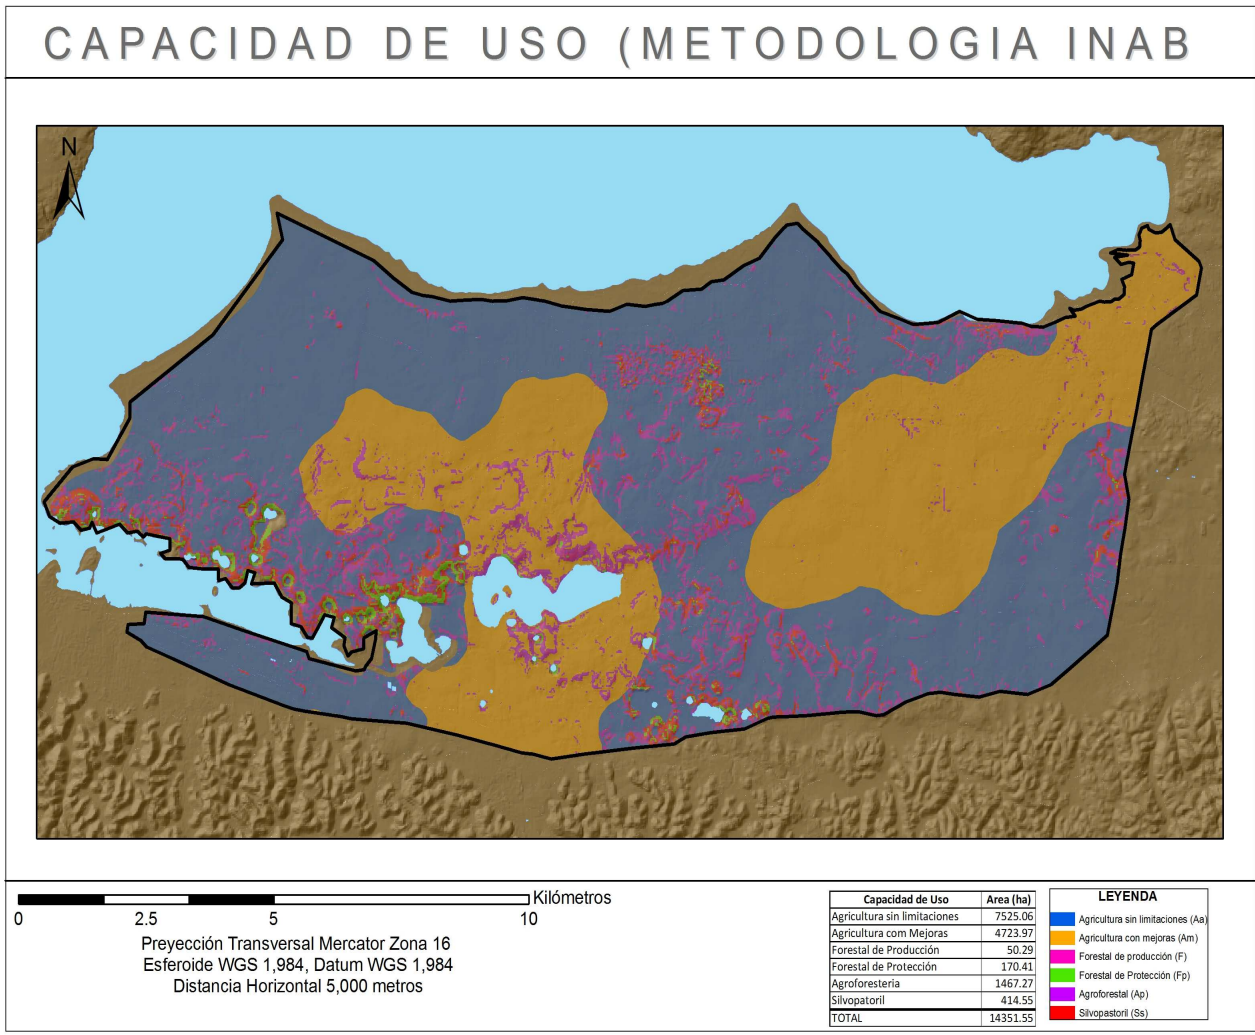 CAPACIDAD DE USO (METODOLOGIA INAB
N
Kilómetros
0 2.5 5 10
Preyección Transversal Mercator Zona 16
Esferoide WGS 1,984, Datum WGS 1,984
Distancia Horizontal 5,000 metros
Capacidad de Uso Area (ha)
Agricultura sin limitaciones 7525.06
Agricultura com Mejoras 4723.97
Forestal de Producción 50.29
Forestal de Protección 170.41
Agroforesteria 1467.27
Silvopatoril 414.55
TOTAL 14351.55
LEYENDA
Agricultura sin limitaciones (Aa)
Agricultura con mejoras (Am)
Forestal de producción (F)
Forestal de Protección (Fp)
Agroforestal (Ap)
Silvopastoril (Ss)